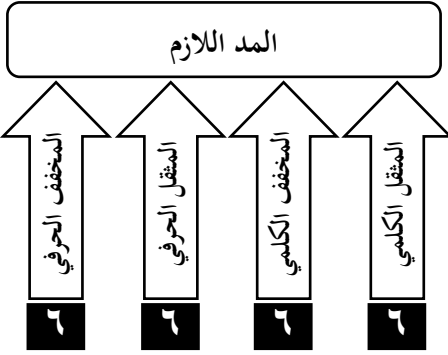 المد اللازم
المثقل الكلمي
المخفف الكلمي
المثقل الحرفي
المخفف الحرفي
٦
٦
٦
٦